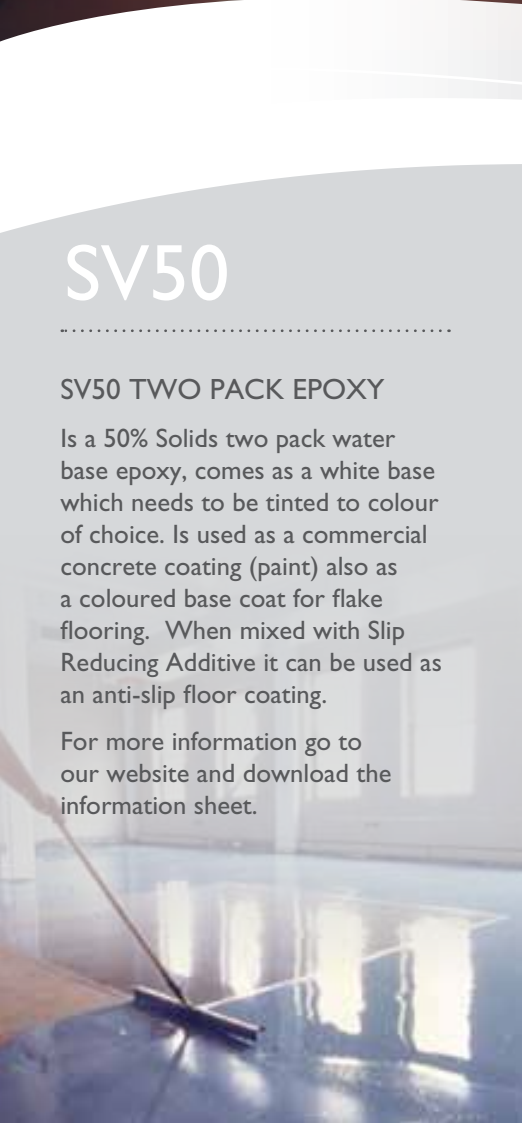 SV50
SV50 TWO PACK EPOXY
Is a 50% Solids two pack water
base epoxy, comes as a white base
which needs to be tinted to colour
of choice. Is used as a commercial
concrete coating (paint) also as
a coloured base coat for flake
flooring.  When mixed with Slip
Reducing Additive it can be used as
an anti-slip floor coating.
For more information go to
our website and download the
information sheet.